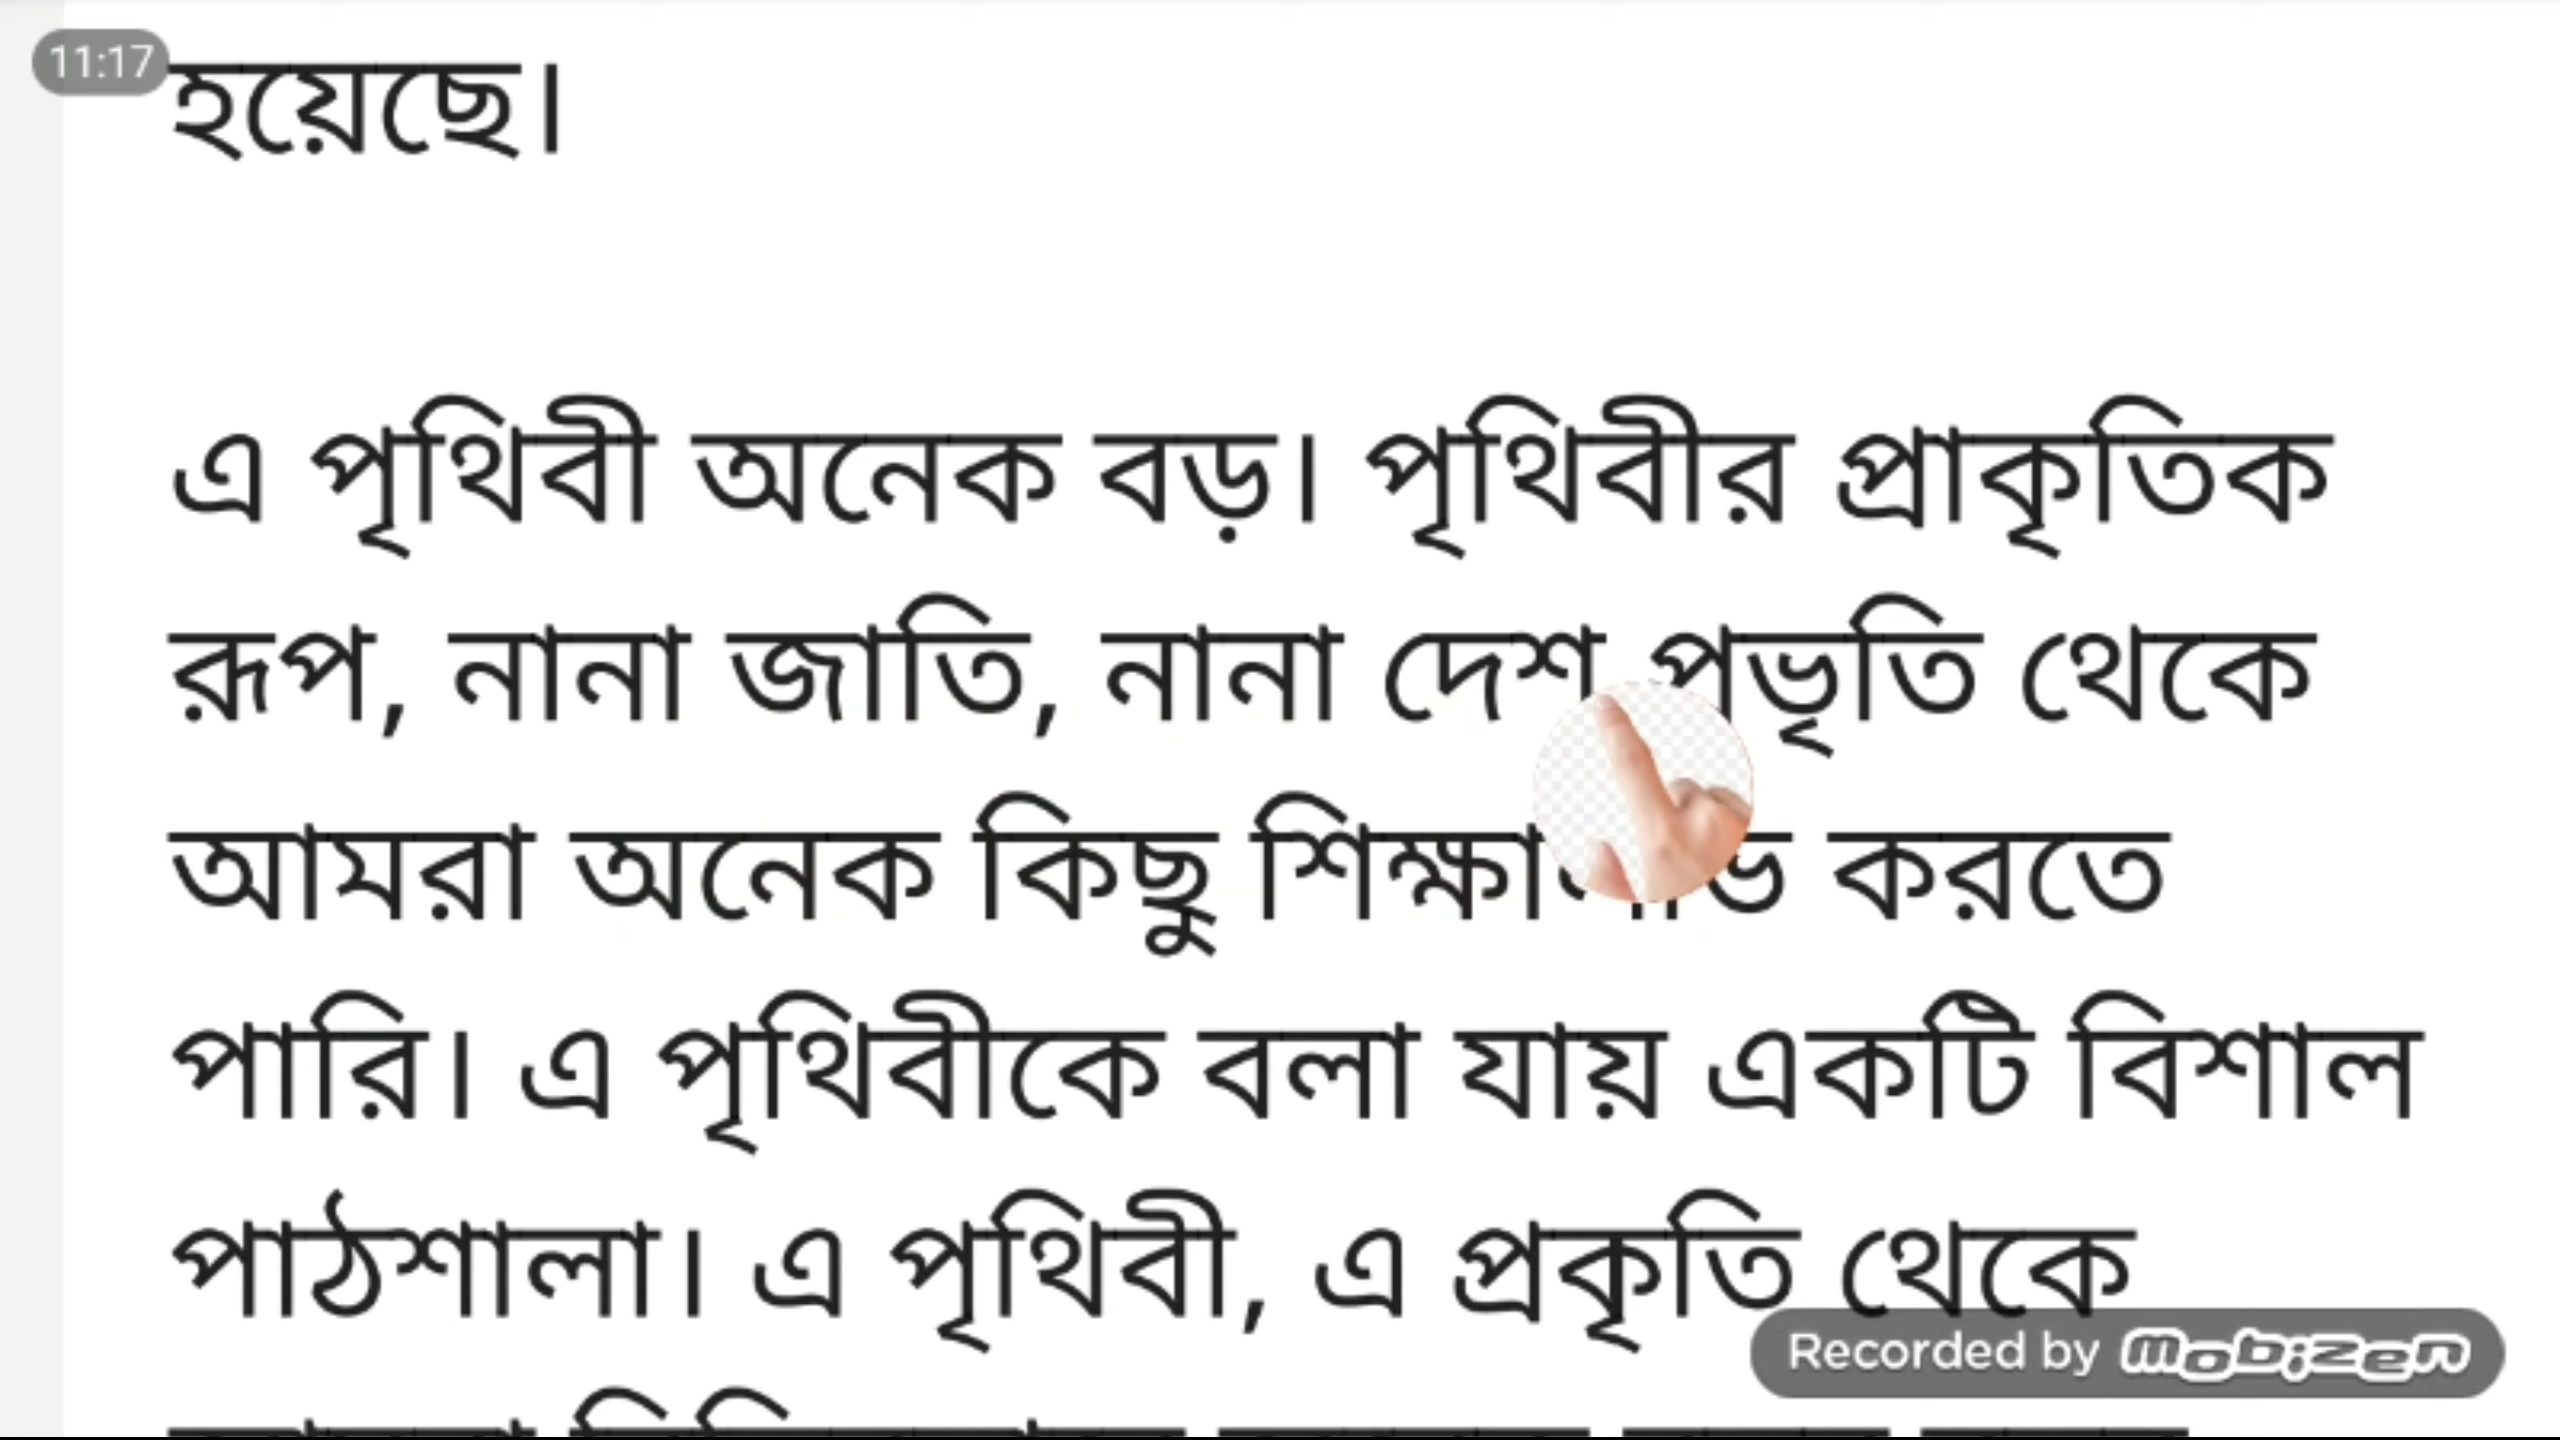 11:17
হয়েছে।
এ পৃথিবী অনেক বড়। পৃথিবীর প্রাকৃতিক
রূপ, নানা জাতি, নানা দেশ প্রভৃতি থেকে
আমরা অনেক কিছু করতে
পারি। এ পৃথিবীকে বলা যায় একটি বিশাল
পাঠশালা। এ পৃথিবী, এ প্রকৃতি থেকে
Recorded by mobizen